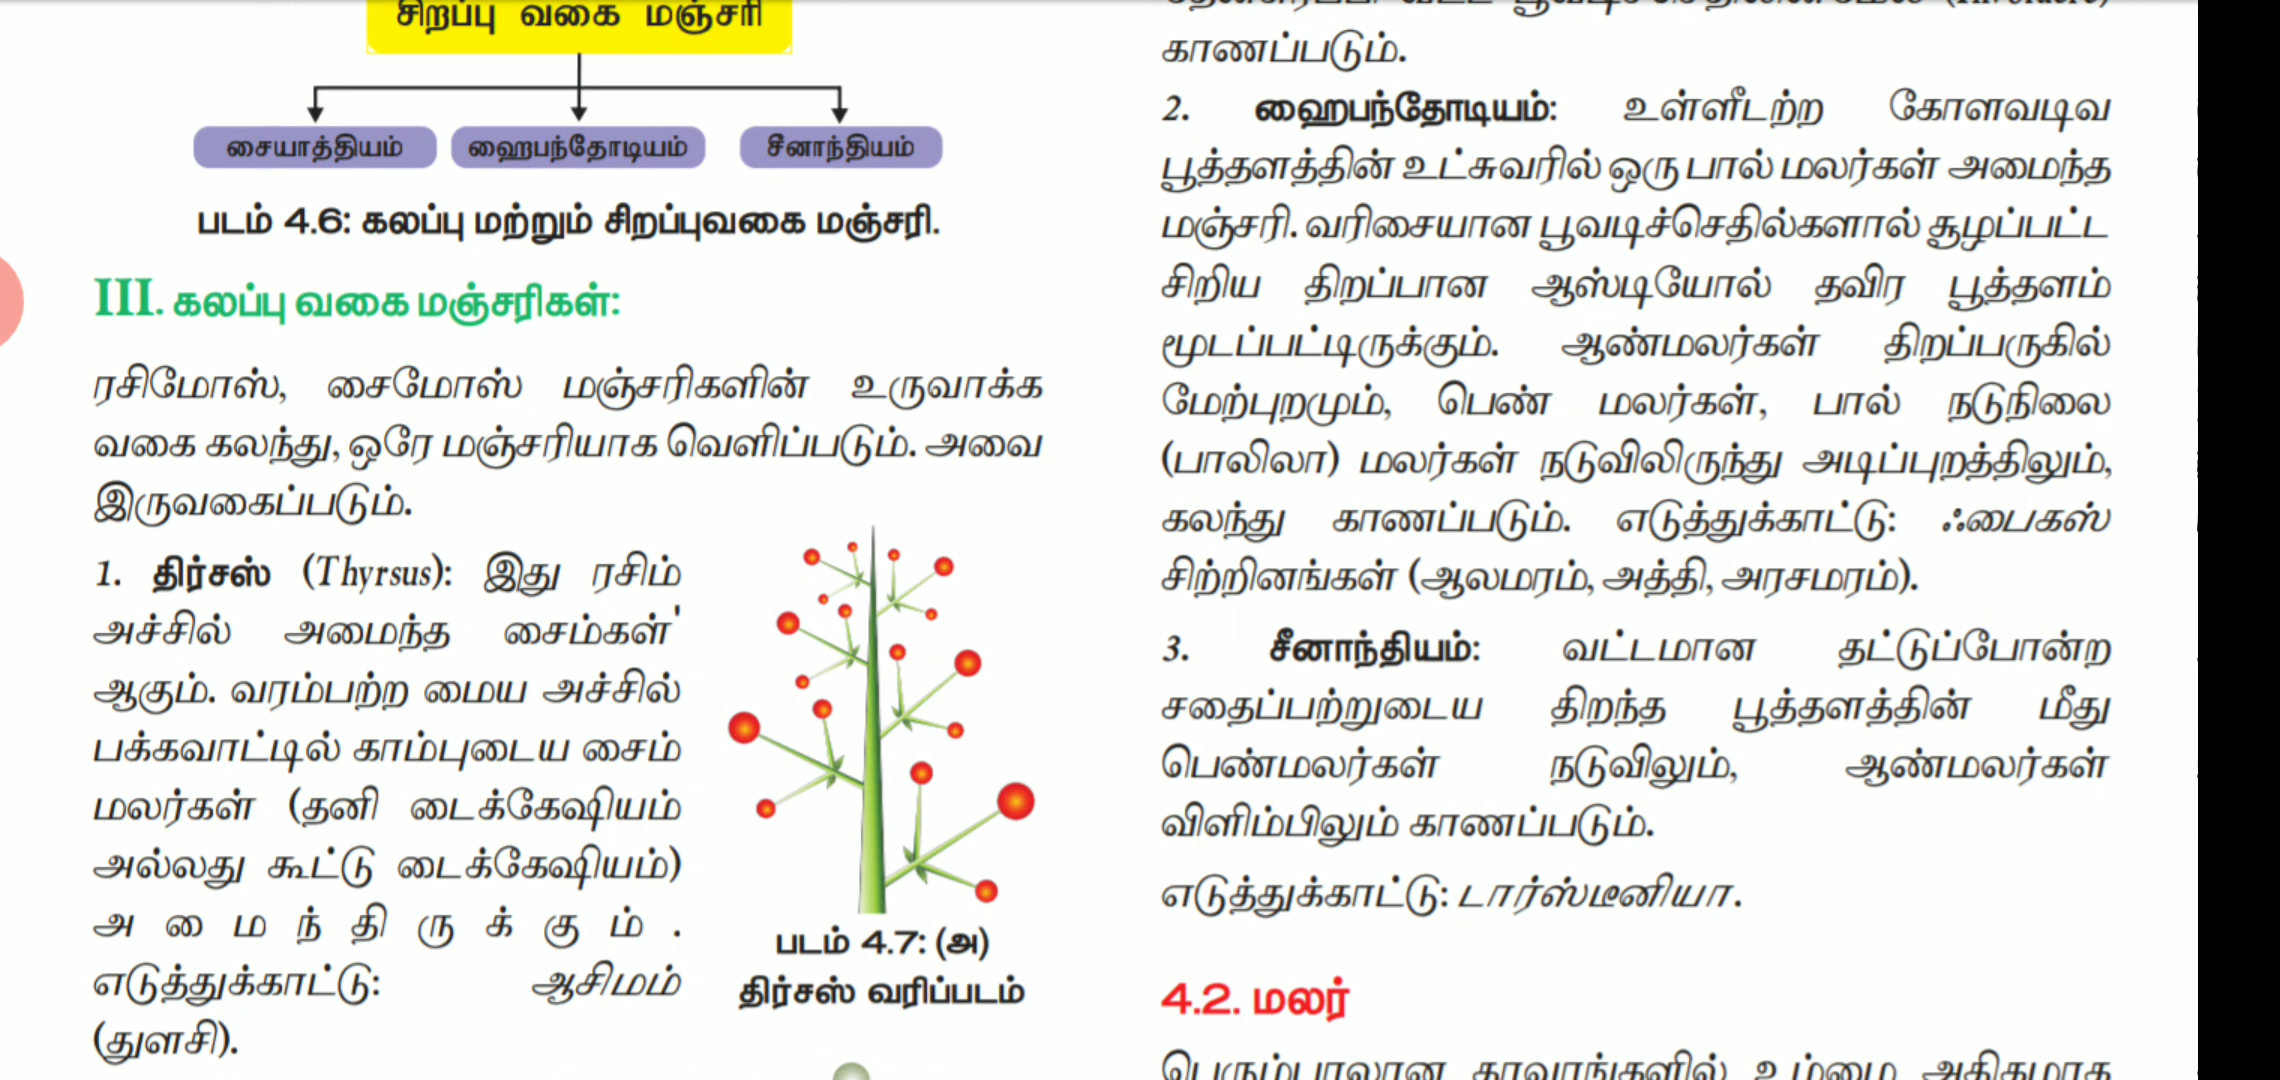 சிறப்பு வகை மஞ்சரி
சையாத்தியம்
ஹைபந்தோடியம்
சீனாந்தியம்
படம் 4.6: கலப்பு மற்றும் சிறப்புவகை மஞ்சரி.
III. கலப்பு வகை மஞ்சரிகள்:
ரசிமோஸ், சைமோஸ் மஞ்சரிகளின் உருவாக்க
வகை கலந்து, ஒரே மஞ்சரியாக வெளிப்படும். அவை
இருவகைப்படும்.
1. திர்சஸ் (Thyrsus): இது ரசிம்
அச்சில் அமைந்த சைம்கள்'
ஆகும். வரம்பற்ற மைய அச்சில்
பக்கவாட்டில் காம்புடைய சைம்
மலர்கள் (தனி டைக்கேஷியம்
அல்லது கூட்டு டைக்கேஷியம்)
அமைந்திருக்கும்.
எடுத்துக்காட்டு: ஆசிமம்
(துளசி).
படம் 4.7: (அ)
திர்சஸ் வரிப்படம்
காணப்படும்.
2. ஹைபந்தோடியம்: உள்ளீடற்ற கோளவடிவ
பூத்தளத்தின் உட்சுவரில் ஒரு பால் மலர்கள் அமைந்த
மஞ்சரி. வரிசையான பூவடிச்செதில்களால் சூழப்பட்ட
சிறிய திறப்பான ஆஸ்டியோல் தவிர பூத்தளம்
மூடப்பட்டிருக்கும். ஆண்மலர்கள் திறப்பருகில்
மேற்புறமும், பெண் மலர்கள், பால் நடுநிலை
(பாலிலா) மலர்கள் நடுவிலிருந்து அடிப்புறத்திலும்,
கலந்து காணப்படும். எடுத்துக்காட்டு: ஃபைகஸ்
சிற்றினங்கள் (ஆலமரம், அத்தி, அரசமரம்).
3. சீனாந்தியம்: வட்டமான தட்டுப்போன்ற
சதைப்பற்றுடைய திறந்த பூத்தளத்தின் மீது
பெண்மலர்கள் நடுவிலும், ஆண்மலர்கள்
விளிம்பிலும் காணப்படும்.
எடுத்துக்காட்டு: டார்ஸ்டீனியா.
4.2. மலர்
பெரும்பாலான உம்மை அதிகமாக